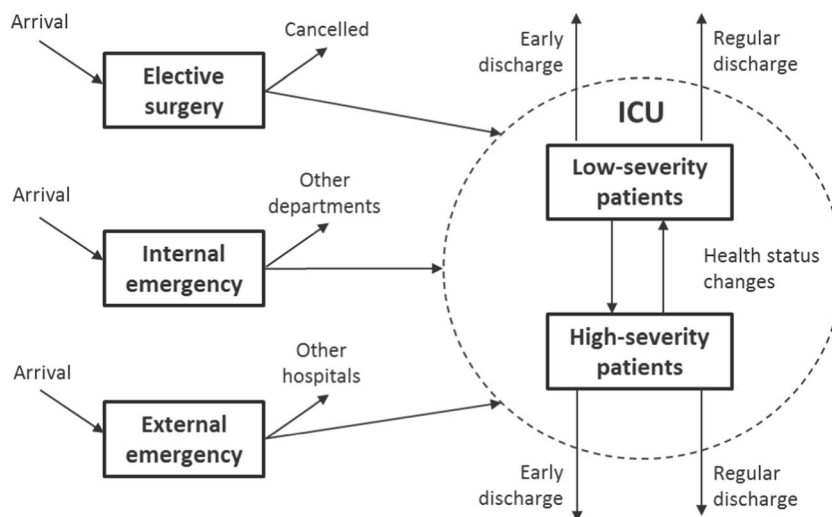 Arrival
Elective
surgery
Cancelled
Arrival
Internal
emergency
Other
departments
Arrival
External
emergency
Other
hospitals
Early
discharge
Regular
discharge
ICU
Low-severity
patients
Health status
changes
High-severity
patients
Early
discharge
Regular
discharge